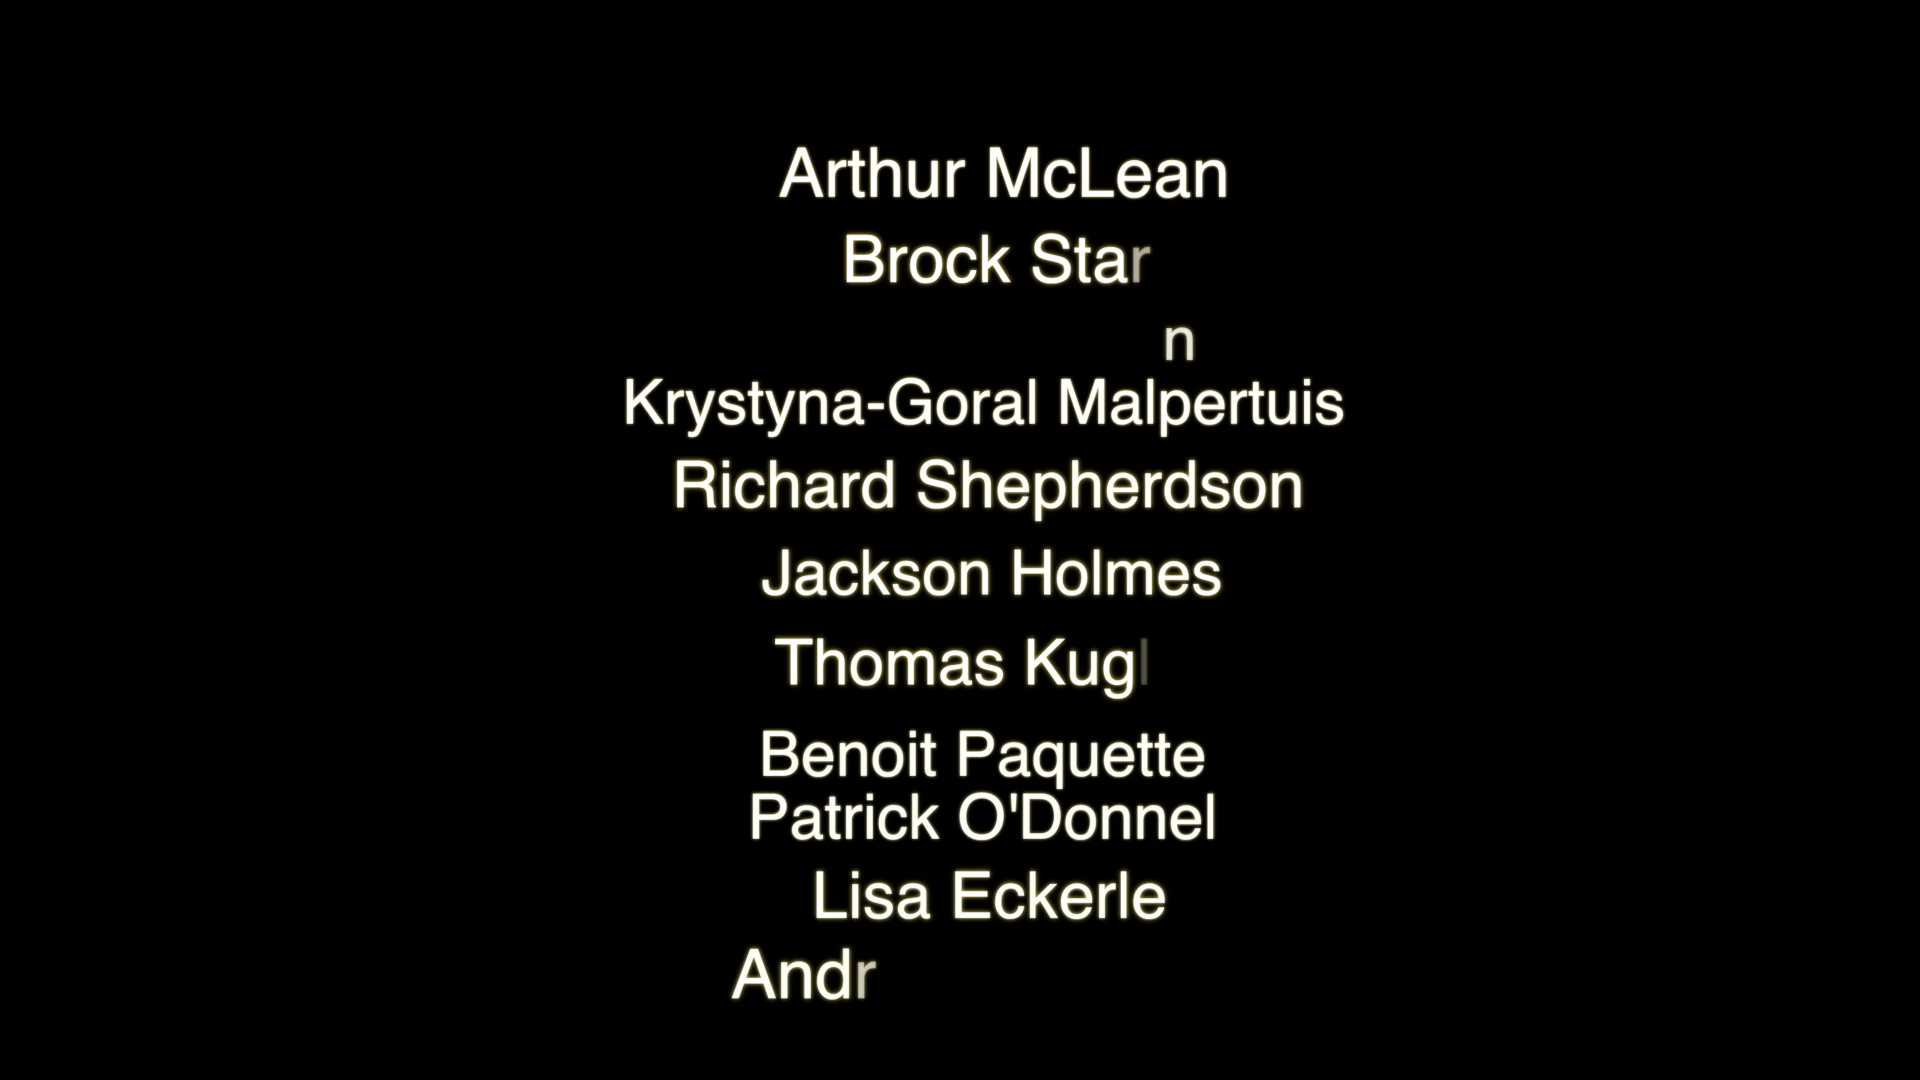 Arthur McLean
Brock Star
n
Krystyna-Goral Malpertuis
Richard Shepherdson
Jackson Holmes
Thomas Kugl
Benoit Paquette
Patrick O'Donnel
Lisa Eckerle
Andr